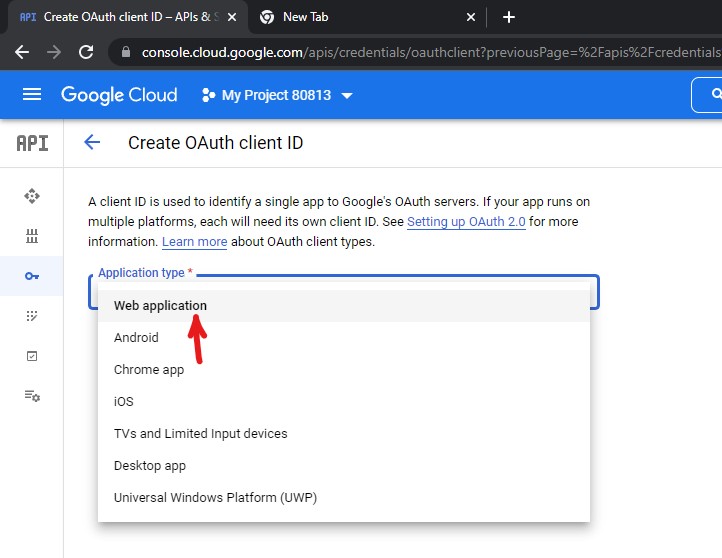 API Create OAuth client ID – APIs & S
New Tab
console.cloud.google.com/apis/credentials/oauthclient?previousPage=%2Fapis%2Fcredentials
Google Cloud My Project 80813
API Create OAuth client ID
A client ID is used to identify a single app to Google's OAuth servers. If your app runs on
multiple platforms, each will need its own client ID. See Setting up OAuth 2.0 for more
information. Learn more about OAuth client types.
Application type *
Web application
Android
Chrome app
iOS
TVs and Limited Input devices
Desktop app
Universal Windows Platform (UWP)